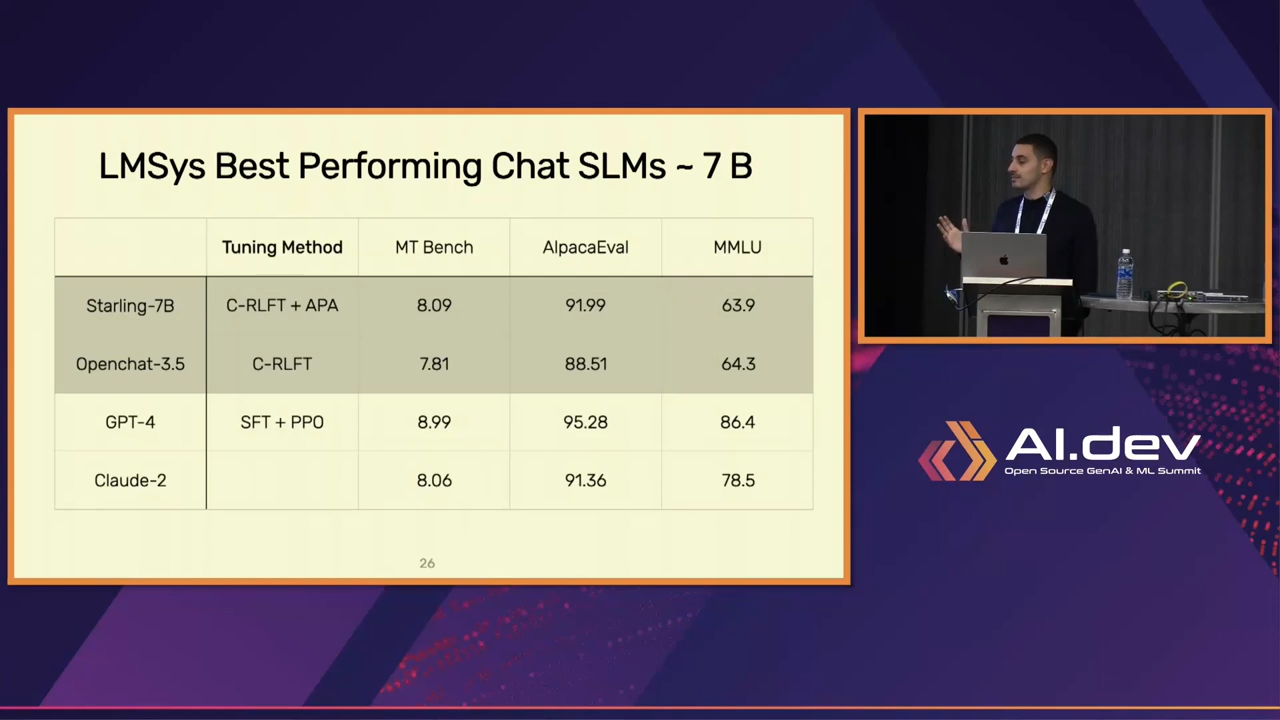 LMSys Best Performing Chat SLMs ~ 7 B
Tuning Method MT Bench AlpacaEval MMLU
Starling-7B C-RLFT + APA 8.09 91.99 63.9
Openchat-3.5 C-RLFT 7.81 88.51 64.3
GPT-4 SFT + PPO 8.99 95.28 86.4
Claude-2 8.06 91.36 78.5
26
AI.dev
Open Source GenAI & ML Summit